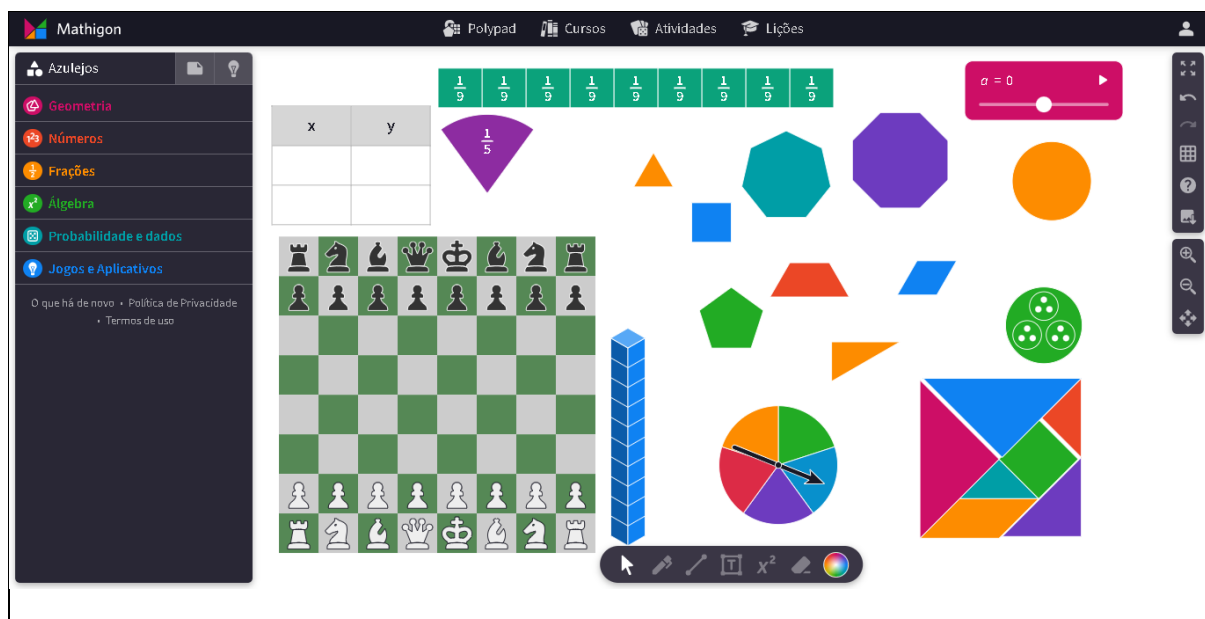 Mathigon
Polypad
Cursos
Atividades
Lições
Azulejos
Geometria
Números
Frações
Álgebra
Probabilidade e dados
Jogos e Aplicativos
O que há de novo • Política de Privacidade
• Termos de uso
x y
1/9 1/9 1/9 1/9 1/9 1/9 1/9 1/9 1/9
1/5
a = 0
T x²